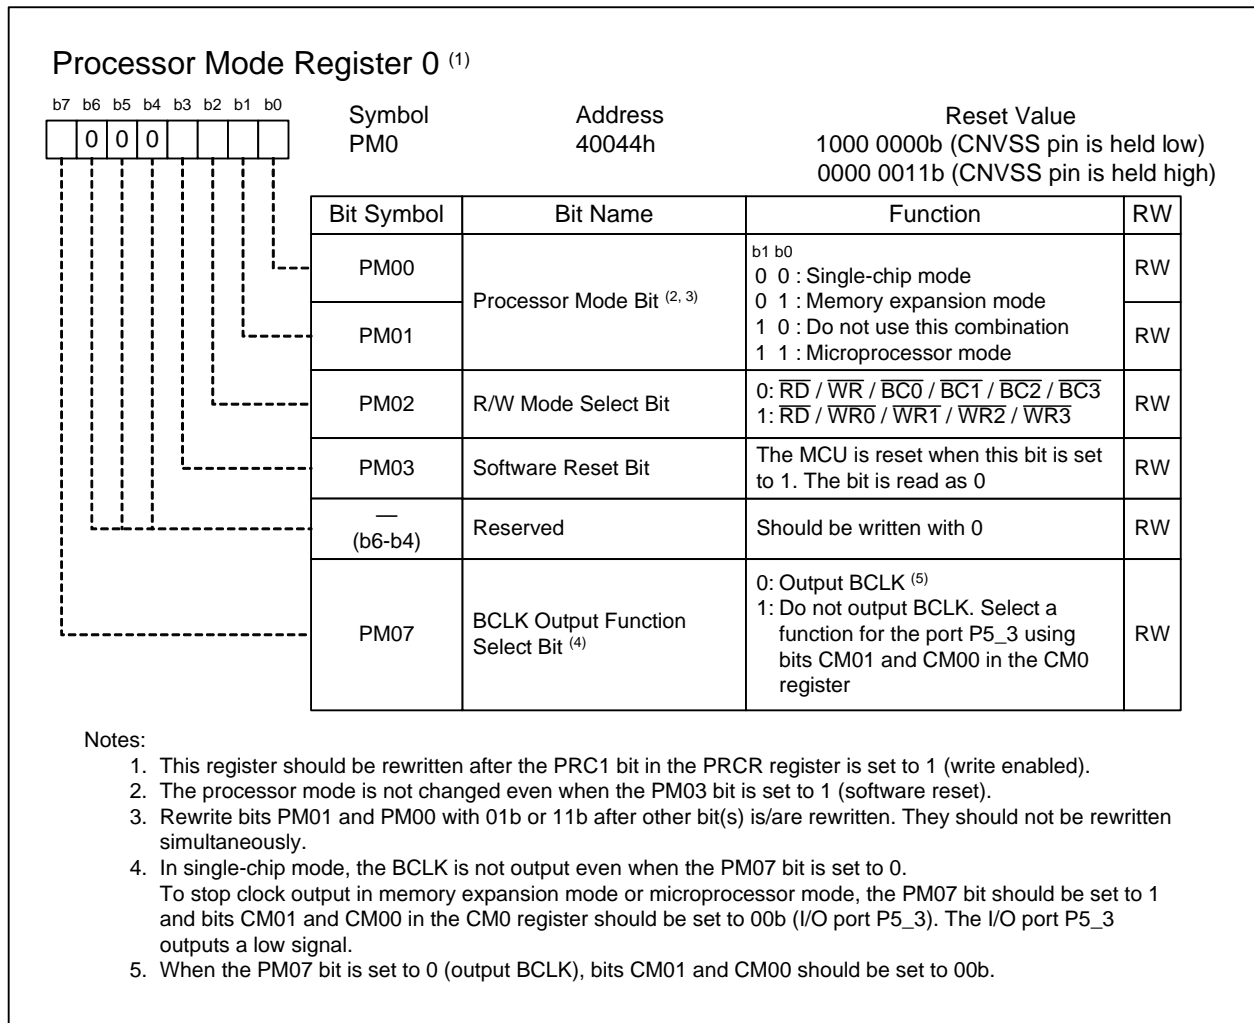 Processor Mode Register 0 (1)
b7 b6 b5 b4 b3 b2 b1 b0
0 0 0
Symbol Address Reset Value
PM0 40044h 1000 0000b (CNVSS pin is held low)
0000 0011b (CNVSS pin is held high)
Bit Symbol Bit Name Function RW
PM00
PM01
Processor Mode Bit (2, 3)
b1 b0
0 0 : Single-chip mode
0 1 : Memory expansion mode
1 0 : Do not use this combination
1 1 : Microprocessor mode
RW
RW
PM02 R/W Mode Select Bit
0: R̅D̅ / W̅R̅ / B̅C̅0̅ / B̅C̅1̅ / B̅C̅2̅ / B̅C̅3̅
1: R̅D̅ / W̅R̅0̅ / W̅R̅1̅ / W̅R̅2̅ / W̅R̅3̅
RW
PM03 Software Reset Bit
The MCU is reset when this bit is set
to 1. The bit is read as 0
RW
—
(b6-b4)
Reserved Should be written with 0 RW
PM07
BCLK Output Function
Select Bit (4)
0: Output BCLK (5)
1: Do not output BCLK. Select a
function for the port P5_3 using
bits CM01 and CM00 in the CM0
register
RW
Notes:
1. This register should be rewritten after the PRC1 bit in the PRCR register is set to 1 (write enabled).
2. The processor mode is not changed even when the PM03 bit is set to 1 (software reset).
3. Rewrite bits PM01 and PM00 with 01b or 11b after other bit(s) is/are rewritten. They should not be rewritten
simultaneously.
4. In single-chip mode, the BCLK is not output even when the PM07 bit is set to 0.
To stop clock output in memory expansion mode or microprocessor mode, the PM07 bit should be set to 1
and bits CM01 and CM00 in the CM0 register should be set to 00b (I/O port P5_3). The I/O port P5_3
outputs a low signal.
5. When the PM07 bit is set to 0 (output BCLK), bits CM01 and CM00 should be set to 00b.